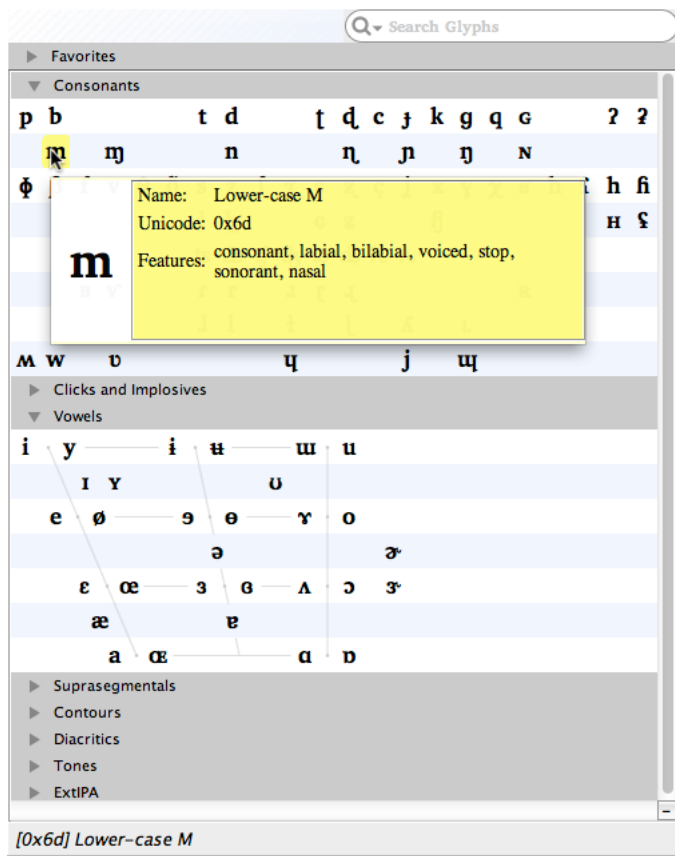 Search Glyphs
Favorites
Consonants
p b t d ʈ ɖ c ɟ k ɡ q ɢ ʔ ʡ
m ɱ n ɳ ɲ ŋ ɴ
ɸ h ɦ
ʜ ʢ
m
Name: Lower-case M
Unicode: 0x6d
Features: consonant, labial, bilabial, voiced, stop,
sonorant, nasal
ʍ w ʋ ɥ j ɰ
Clicks and Implosives
Vowels
i y ɨ ʉ ɯ u
ɪ ʏ ʊ
e ø ɘ ɵ ɤ o
ə ɚ
ɛ œ ɜ ɞ ʌ ɔ ɝ
æ ɐ
a ɶ ɑ ɒ
Suprasegmentals
Contours
Diacritics
Tones
ExtIPA
[0x6d] Lower-case M